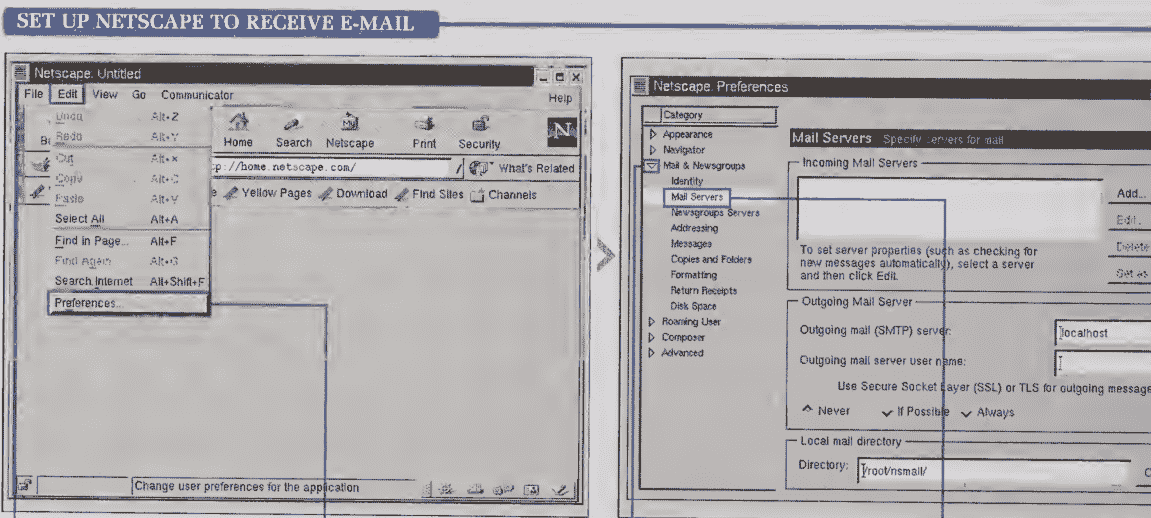 SET UP NETSCAPE TO RECEIVE E-MAIL
Netscape: Untitled
File Edit View Go Communicator Help
Undo Alt+Z
Redo Alt+Y
Cut Alt+X
Copy Alt+C
Paste Alt+V
Select All Alt+A
Find in Page... Alt+F
Find Again Alt+G
Search Internet Alt+Shift+F
Preferences...
Home Search Netscape Print Security
N
p://home.netscape.com/ What's Related
Yellow Pages Download Find Sites Channels
Change user preferences for the application
Netscape: Preferences
Category
Appearance
Navigator
Mail & Newsgroups
Identity
Mail Servers
Newsgroups Servers
Addressing
Messages
Copies and Folders
Formatting
Return Receipts
Disk Space
Roaming User
Composer
Advanced
Mail Servers Specify servers for mail
Incoming Mail Servers
Add...
Edit...
Delete
Set as
To set server properties (such as checking for
new messages automatically), select a server
and then click Edit.
Outgoing Mail Server
Outgoing mail (SMTP) server: localhost
Outgoing mail server user name:
Use Secure Socket Layer (SSL) or TLS for outgoing message
Never If Possible Always
Local mail directory
Directory: /root/nsmail/